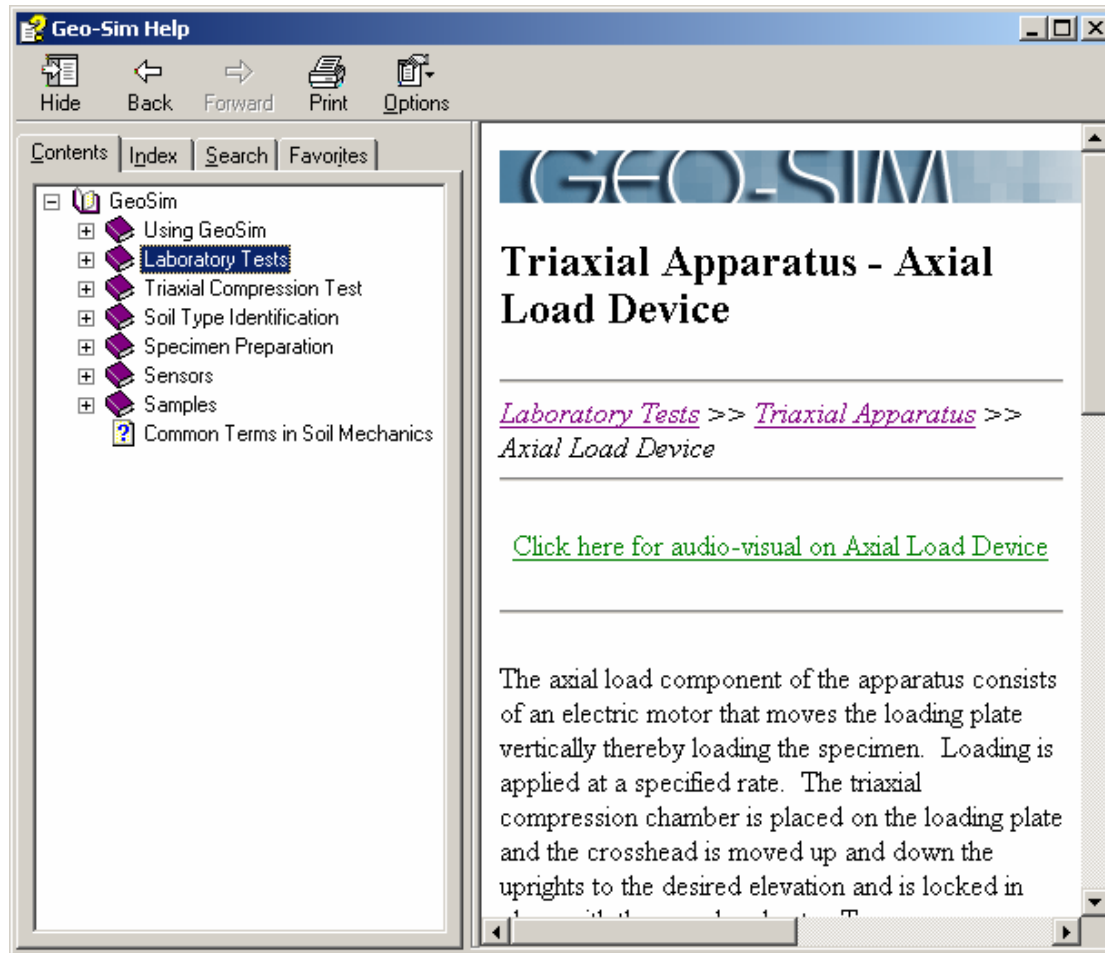 Geo-Sim Help
Hide Back Forward Print Options
Contents Index Search Favorites
GeoSim
Using GeoSim
Laboratory Tests
Triaxial Compression Test
Soil Type Identification
Specimen Preparation
Sensors
Samples
Common Terms in Soil Mechanics
GEO-SIM
Triaxial Apparatus - Axial
Load Device
Laboratory Tests >> Triaxial Apparatus >>
Axial Load Device
Click here for audio-visual on Axial Load Device
The axial load component of the apparatus consists
of an electric motor that moves the loading plate
vertically thereby loading the specimen. Loading is
applied at a specified rate. The triaxial
compression chamber is placed on the loading plate
and the crosshead is moved up and down the
uprights to the desired elevation and is locked in